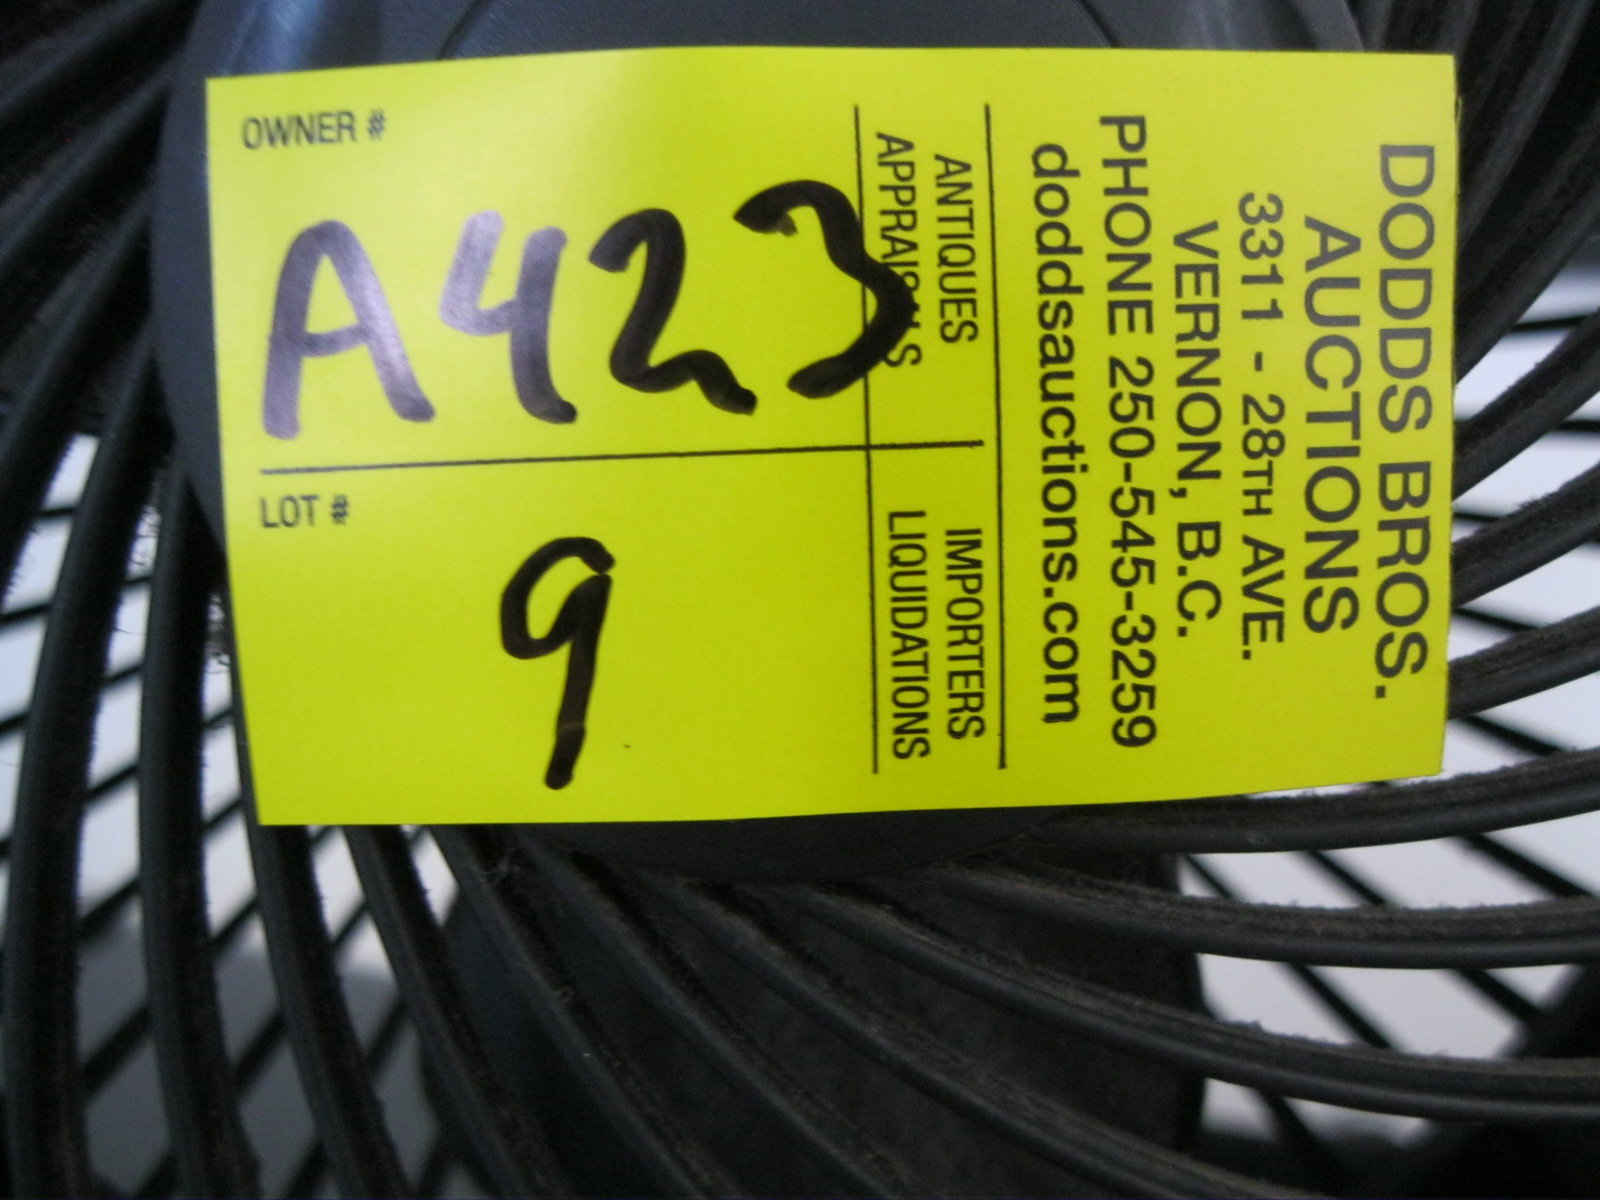 DODDS BROS.
AUCTIONS
3311 - 28TH AVE.
VERNON, B.C.
PHONE 250-545-3259
doddsauctions.com
ANTIQUES IMPORTERS
APPRAISALS LIQUIDATIONS
OWNER #
A423
LOT #
9